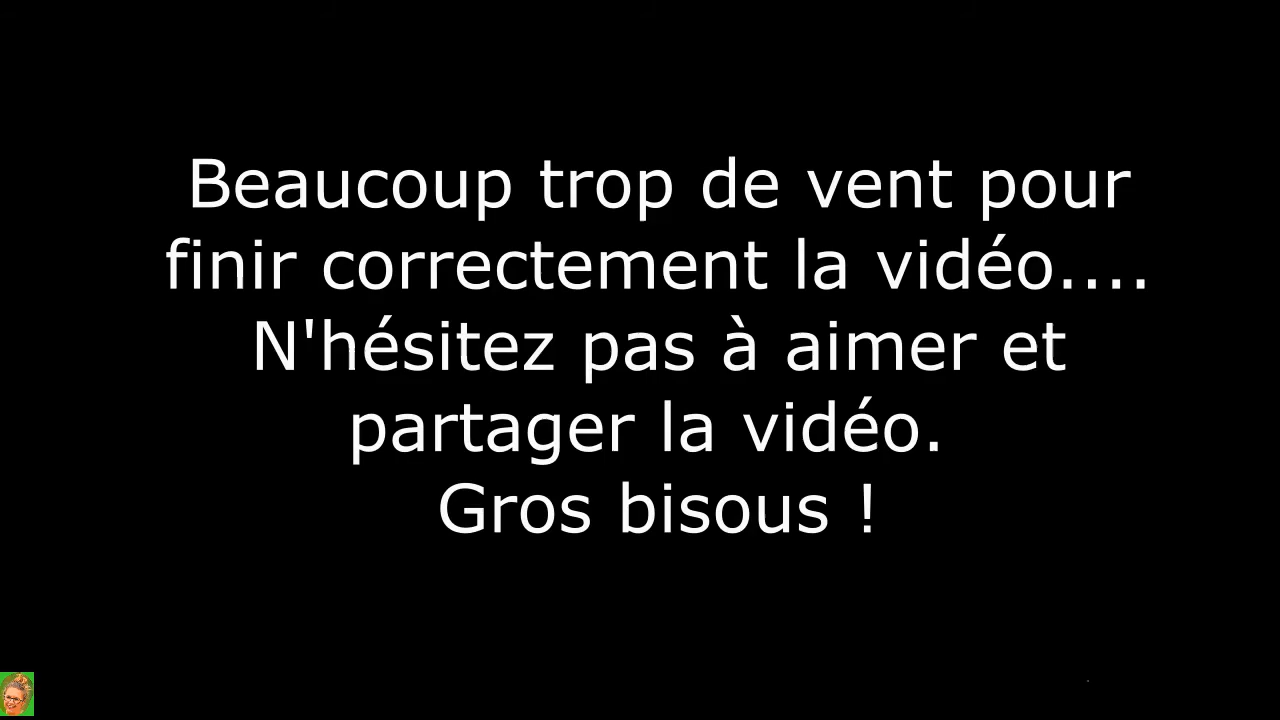 Beaucoup trop de vent pour
finir correctement la vidéo....
N'hésitez pas à aimer et
partager la vidéo.
Gros bisous !